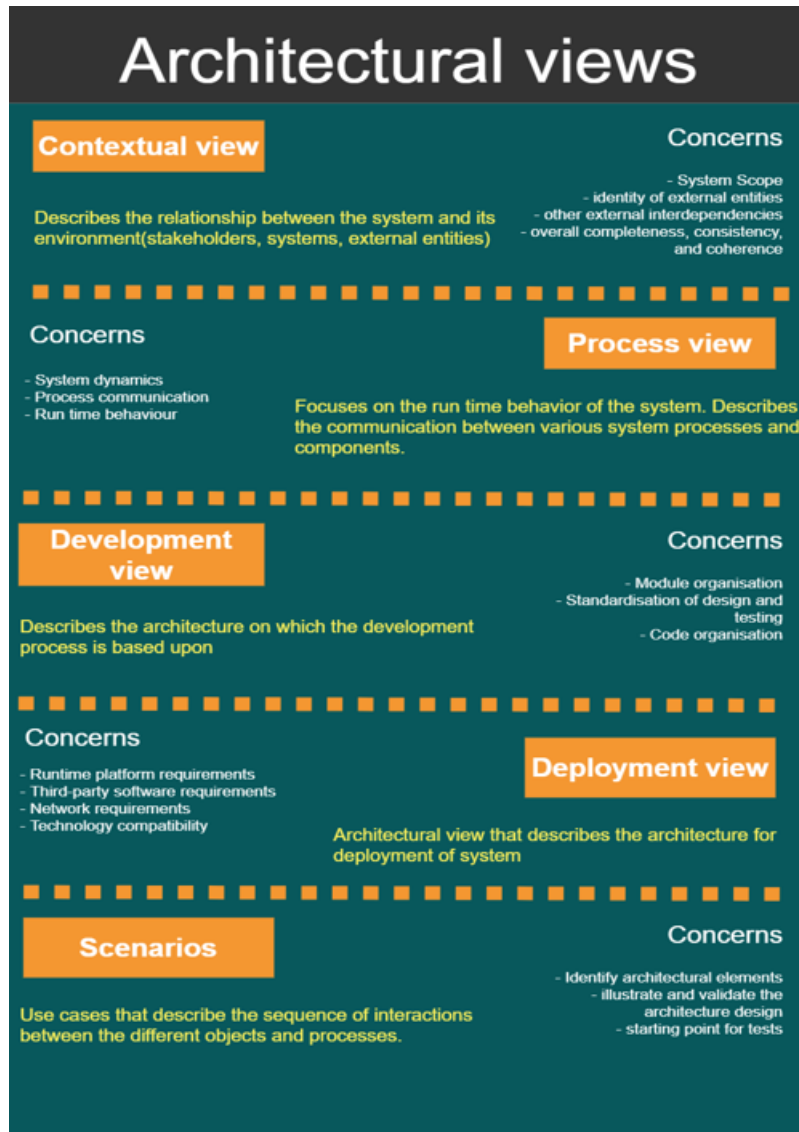 Architectural views
Contextual view
Describes the relationship between the system and its
environment(stakeholders, systems, external entities)
Concerns
- System Scope
- identity of external entities
- other external interdependencies
- overall completeness, consistency,
and coherence
Concerns
- System dynamics
- Process communication
- Run time behaviour
Process view
Focuses on the run time behavior of the system. Describes
the communication between various system processes and
components.
Development
view
Describes the architecture on which the development
process is based upon
Concerns
- Module organisation
- Standardisation of design and
testing
- Code organisation
Concerns
- Runtime platform requirements
- Third-party software requirements
- Network requirements
- Technology compatibility
Deployment view
Architectural view that describes the architecture for
deployment of system
Scenarios
Use cases that describe the sequence of interactions
between the different objects and processes.
Concerns
- Identify architectural elements
- illustrate and validate the
architecture design
- starting point for tests